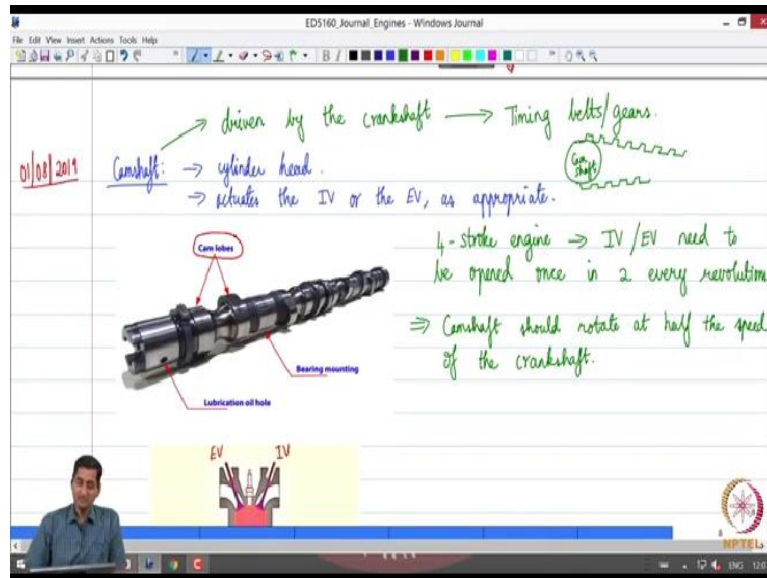 ED5160_Journal_Engines - Windows Journal
File Edit View Insert Actions Tools Help
B I
driven by the crankshaft → Timing belts/gears.
Cam shaft
01/08/2019 Camshaft: → cylinder head.
→ Actuates the IV or the EV, as appropriate.
Cam lobes
Bearing mounting
Lubrication oil hole
4-stroke engine ⇒ IV/EV need to
be opened once in 2 every revolution
⇒ Camshaft should rotate at half the speed
of the crankshaft.
EV IV
NPTEL
ENG